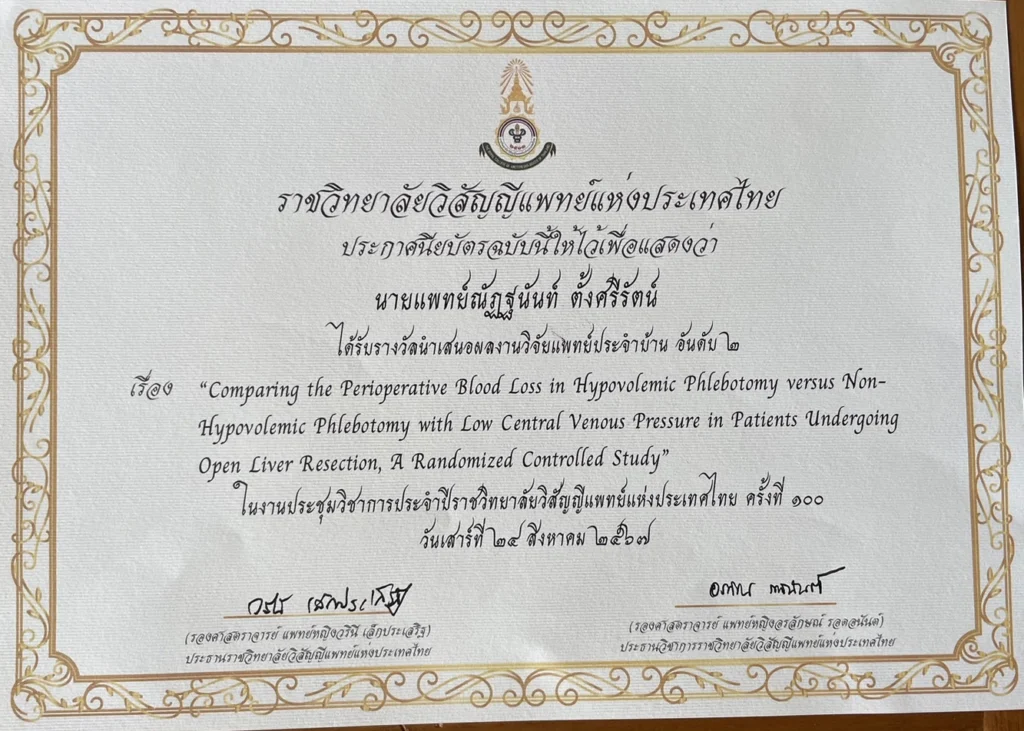 ราชวิทยาลัยวิสัญญีแพทย์แห่งประเทศไทย
ประกาศนียบัตรฉบับนี้ให้ไว้เพื่อแสดงว่า
นายแพทย์ณัฏฐนันท์ ตั้งศรีรัตน์
ได้รับรางวัลนำเสนอผลงานวิจัยแพทย์ประจำบ้าน อันดับ ๒
เรื่อง "Comparing the Perioperative Blood Loss in Hypovolemic Phlebotomy versus Non-
Hypovolemic Phlebotomy with Low Central Venous Pressure in Patients Undergoing
Open Liver Resection, A Randomized Controlled Study"
ในงานประชุมวิชาการประจำปีราชวิทยาลัยวิสัญญีแพทย์แห่งประเทศไทย ครั้งที่ ๑๐๐
วันเสาร์ที่ ๒๔ สิงหาคม ๒๕๖๗
(รองศาสตราจารย์ แพทย์หญิงวรินี เล็กประเสริฐ)
ประธานราชวิทยาลัยวิสัญญีแพทย์แห่งประเทศไทย
(รองศาสตราจารย์ แพทย์หญิงอรลักษณ์ รอดอนันต์)
ประธานวิชาการราชวิทยาลัยวิสัญญีแพทย์แห่งประเทศไทย